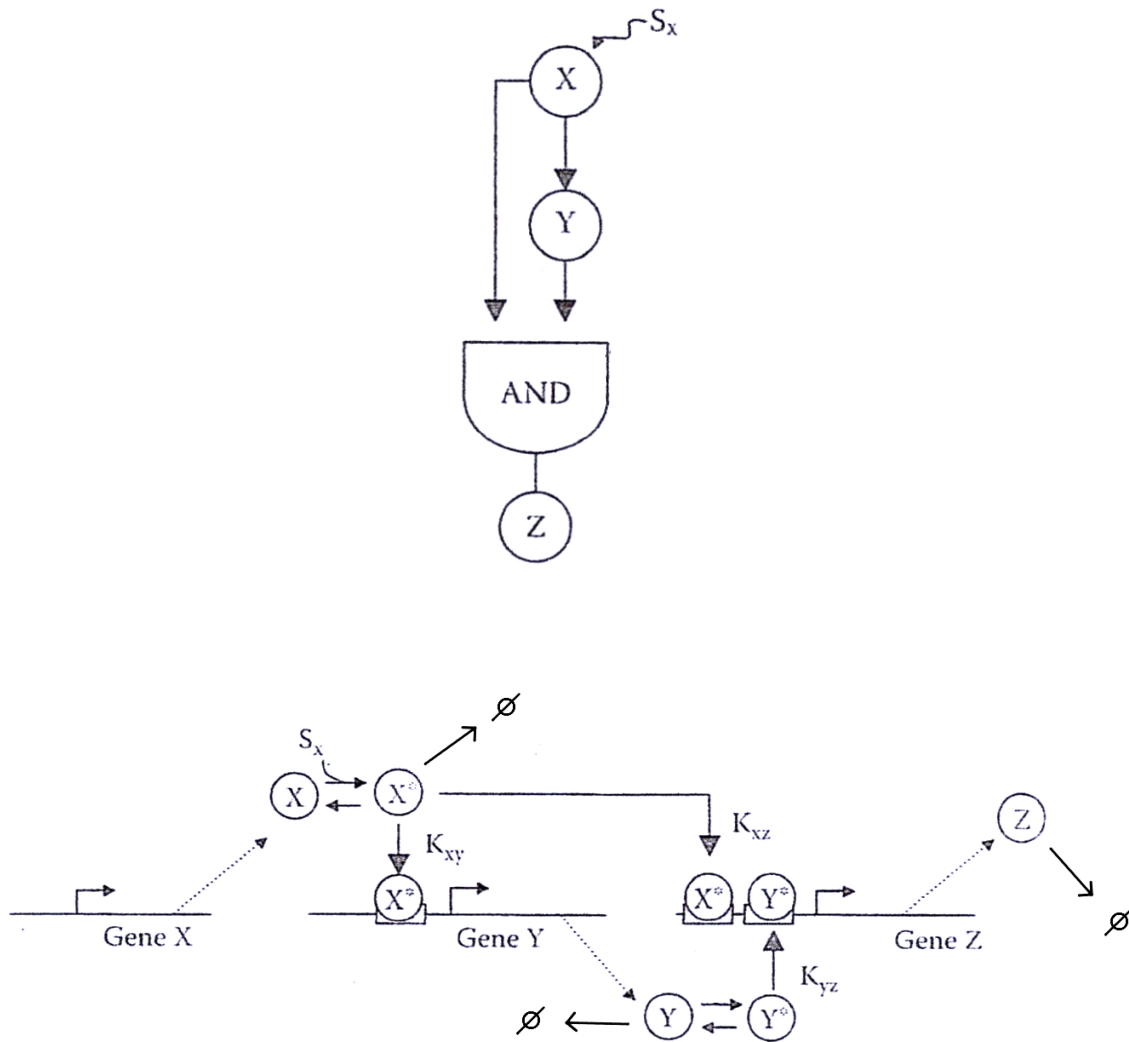 Sx
X
Y
AND
Z
∅
Sx
X
X*
Kxy
Kxz
Z
X*
X*
Y*
∅
Gene X
Gene Y
Gene Z
Kyz
∅
Y
Y*